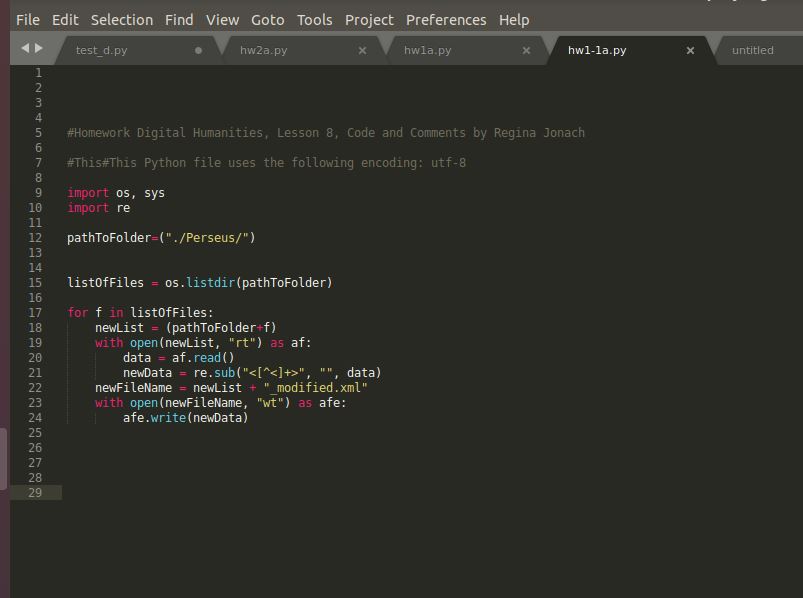 File Edit Selection Find View Goto Tools Project Preferences Help
test_d.py hw2a.py hw1a.py hw1-1a.py untitled
1
2
3
4
5 #Homework Digital Humanities, Lesson 8, Code and Comments by Regina Jonach
6
7 #This#This Python file uses the following encoding: utf-8
8
9 import os, sys
10 import re
11
12 pathToFolder=("./Perseus/")
13
14
15 listOfFiles = os.listdir(pathToFolder)
16
17 for f in listOfFiles:
18     newList = (pathToFolder+f)
19     with open(newList, "rt") as af:
20         data = af.read()
21         newData = re.sub("<[^<]+>", "", data)
22     newFileName = newList + "_modified.xml"
23     with open(newFileName, "wt") as afe:
24         afe.write(newData)
25
26
27
28
29